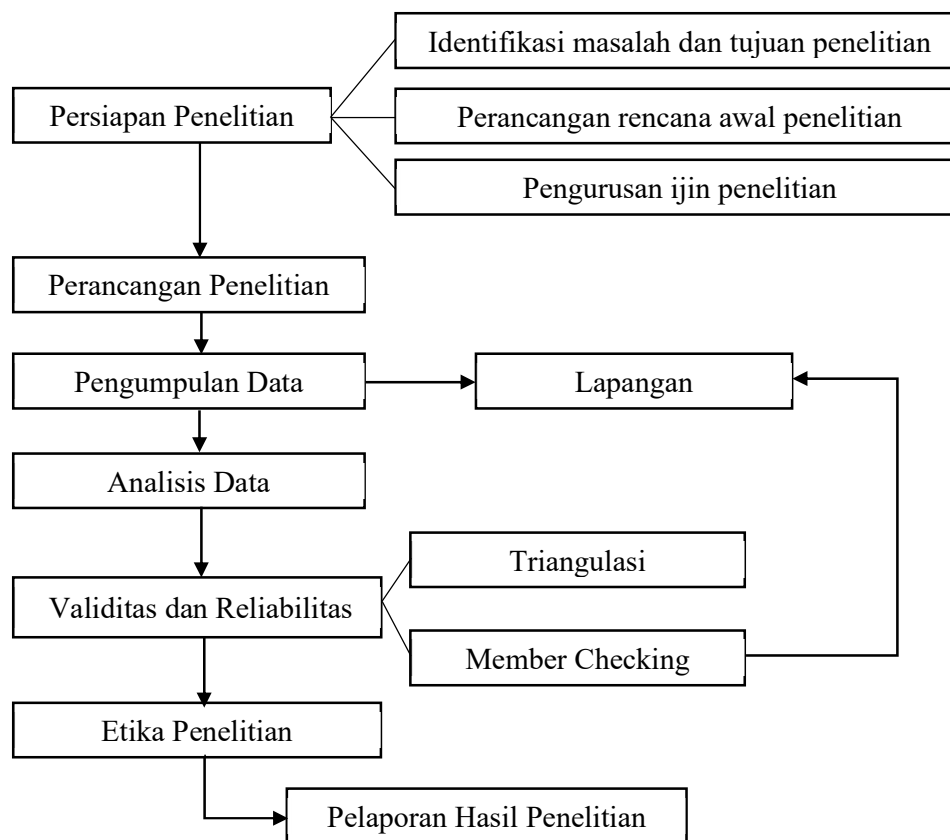 Identifikasi masalah dan tujuan penelitian
Persiapan Penelitian
Perancangan rencana awal penelitian
Pengurusan ijin penelitian
Perancangan Penelitian
Pengumpulan Data
Lapangan
Analisis Data
Triangulasi
Validitas dan Reliabilitas
Member Checking
Etika Penelitian
Pelaporan Hasil Penelitian